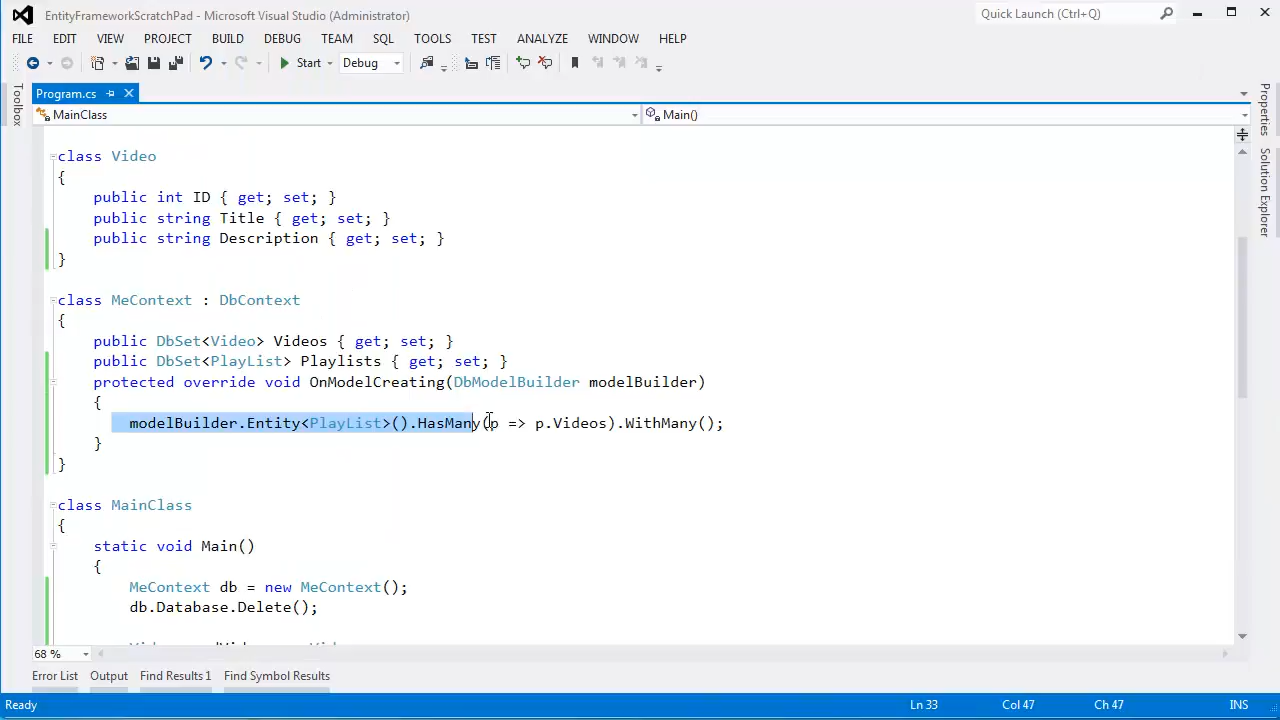 EntityFrameworkScratchPad - Microsoft Visual Studio (Administrator)
Quick Launch (Ctrl+Q)
FILE EDIT VIEW PROJECT BUILD DEBUG TEAM SQL TOOLS TEST ANALYZE WINDOW HELP
Start Debug
Toolbox
Program.cs
MainClass Main()
Properties
Solution Explorer
class Video
{
public int ID { get; set; }
public string Title { get; set; }
public string Description { get; set; }
}
class MeContext : DbContext
{
public DbSet<Video> Videos { get; set; }
public DbSet<PlayList> Playlists { get; set; }
protected override void OnModelCreating(DbModelBuilder modelBuilder)
{
modelBuilder.Entity<PlayList>().HasMany(p => p.Videos).WithMany();
}
}
class MainClass
{
static void Main()
{
MeContext db = new MeContext();
db.Database.Delete();
68 %
Error List Output Find Results 1 Find Symbol Results
Ready Ln 33 Col 47 Ch 47 INS